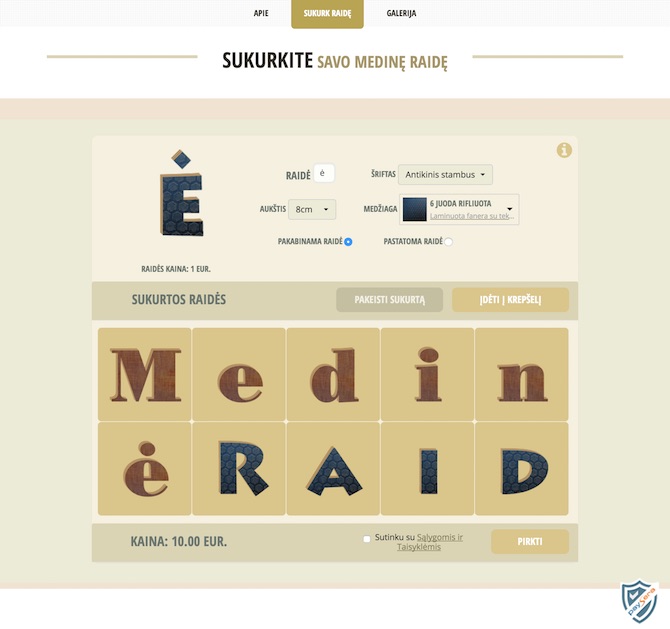 APIE SUKURK RAIDĘ GALERIJA
SUKURKITE SAVO MEDINĘ RAIDĘ
Ė
RAIDĖ ė ŠRIFTAS Antikinis stambus
AUKŠTIS 8cm MEDŽIAGA 6 JUODA RIFLIUOTA
Laminuota fanera su tek...
PAKABINAMA RAIDĖ PASTATOMA RAIDĖ
RAIDĖS KAINA: 1 EUR.
SUKURTOS RAIDĖS PAKEISTI SUKURTĄ ĮDĖTI Į KREPŠELĮ
M e d i n
ė R A I D
KAINA: 10.00 EUR. Sutinku su Sąlygomis ir
Taisyklėmis PIRKTI
paysera